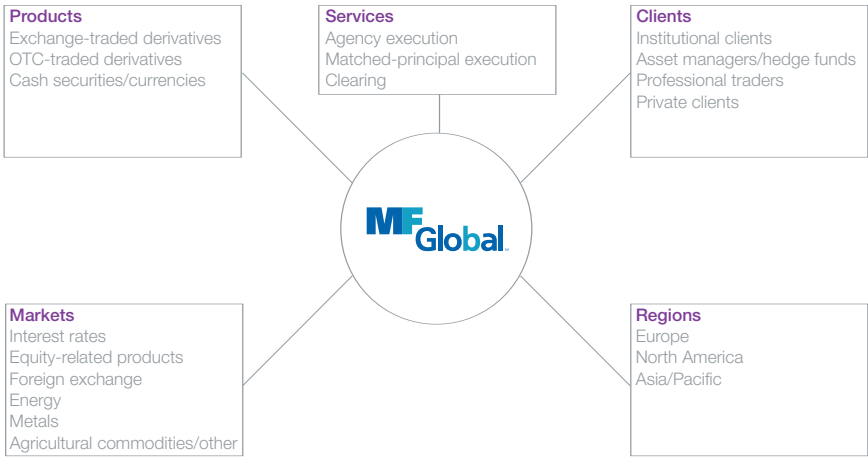 Products
Exchange-traded derivatives
OTC-traded derivatives
Cash securities/currencies
Services
Agency execution
Matched-principal execution
Clearing
Clients
Institutional clients
Asset managers/hedge funds
Professional traders
Private clients
MF
Global
Markets
Interest rates
Equity-related products
Foreign exchange
Energy
Metals
Agricultural commodities/other
Regions
Europe
North America
Asia/Pacific